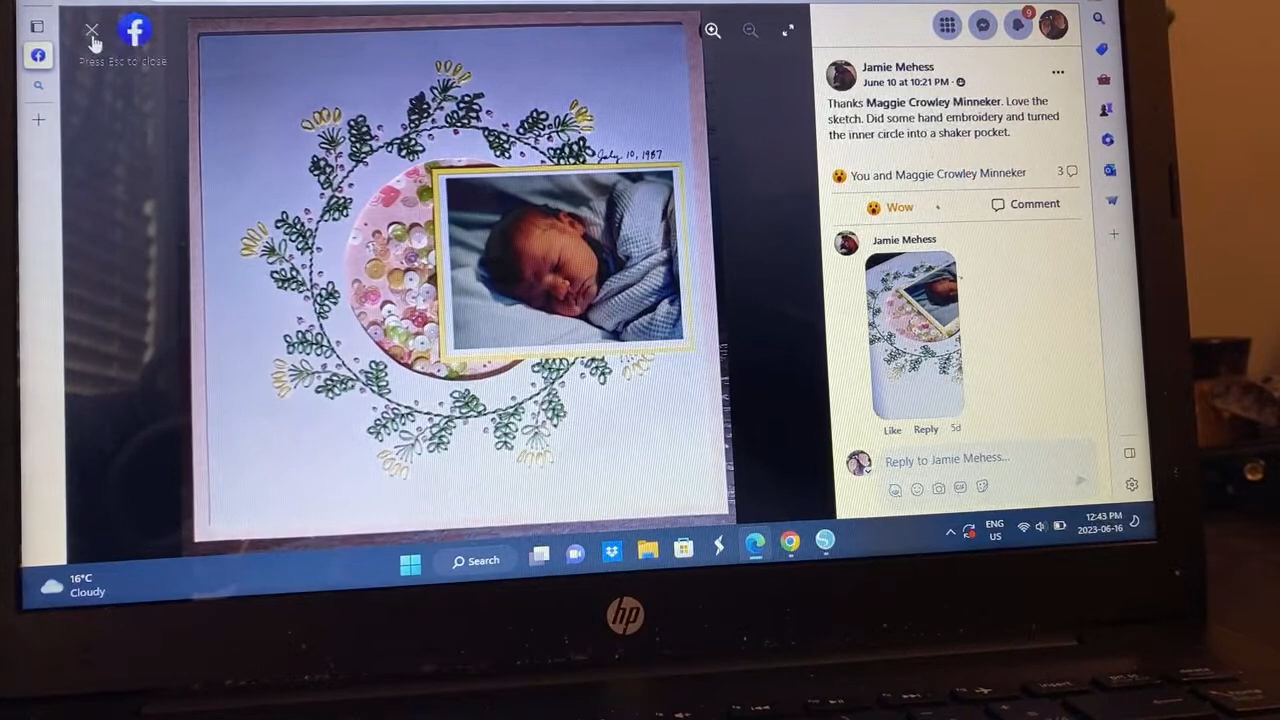 Press Esc to close
July 10, 1987
9
Jamie Mehess
June 10 at 10:21 PM ·
Thanks Maggie Crowley Minneker. Love the
sketch. Did some hand embroidery and turned
the inner circle into a shaker pocket.
You and Maggie Crowley Minneker
3
Wow
Comment
Jamie Mehess
Like Reply 5d
Reply to Jamie Mehess...
GIF
16°C
Cloudy
Search
ENG
US
12:43 PM
2023-06-16
hp
insert